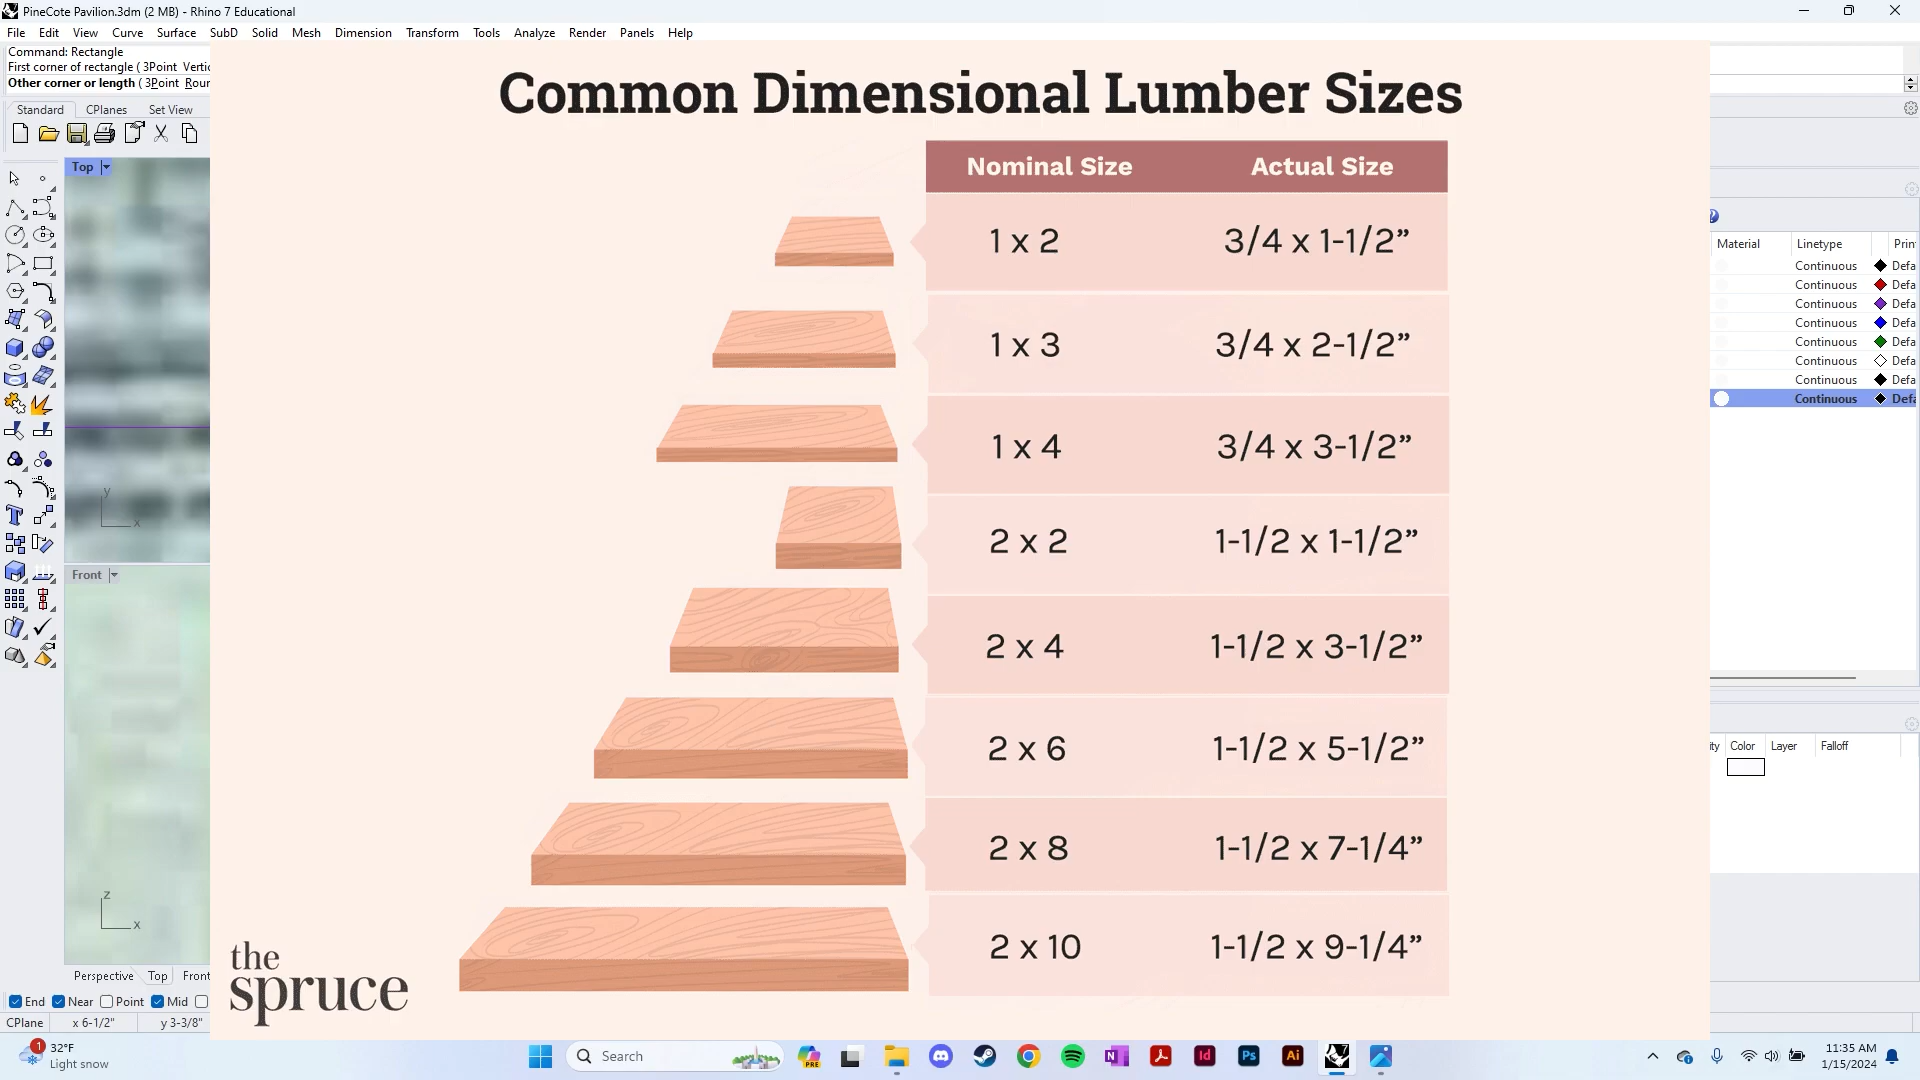 PineCote Pavilion.3dm (2 MB) - Rhino 7 Educational
File Edit View Curve Surface SubD Solid Mesh Dimension Transform Tools Analyze Render Panels Help
Command: Rectangle
First corner of rectangle ( 3Point
Other corner or length ( 3Point
Standard CPlanes Set View
Top
Front
Common Dimensional Lumber Sizes
Nominal Size Actual Size
1 x 2 3/4 x 1-1/2”
1 x 3 3/4 x 2-1/2”
1 x 4 3/4 x 3-1/2”
2 x 2 1-1/2 x 1-1/2”
2 x 4 1-1/2 x 3-1/2”
2 x 6 1-1/2 x 5-1/2”
2 x 8 1-1/2 x 7-1/4”
2 x 10 1-1/2 x 9-1/4”
the
spruce
Material Linetype Prin
Continuous Defa
Continuous Defa
Continuous Defa
Continuous Defa
Continuous Defa
Continuous Defa
Continuous Defa
Continuous Defa
ity Color Layer Falloff
y
x
z
x
Perspective Top Front
End Near Point Mid
CPlane x 6-1/2" y 3-3/8"
1
32°F
Light snow
Search
PRE
Id Ps Ai
11:35 AM
1/15/2024